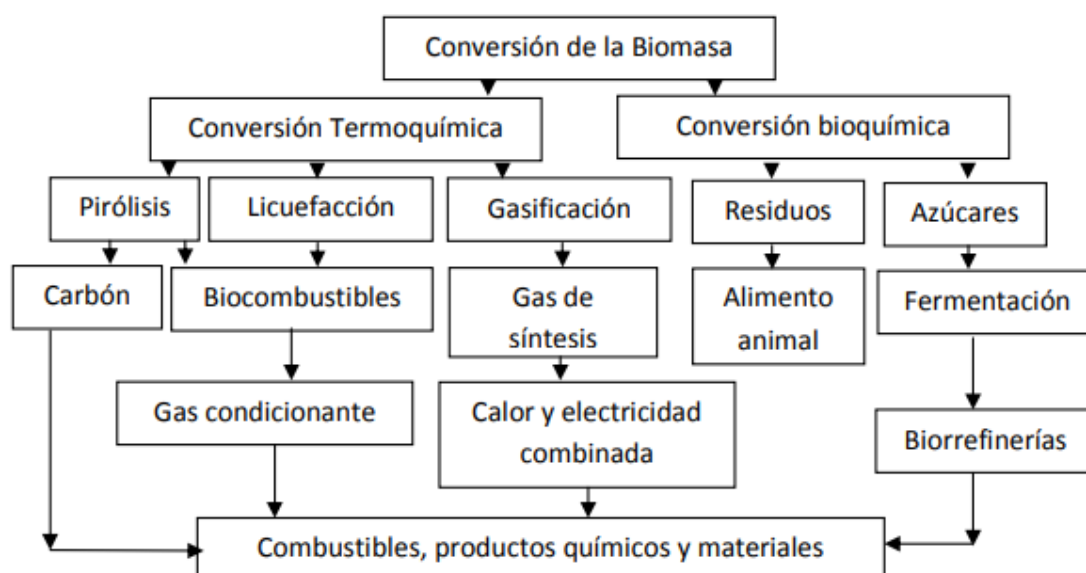 Conversión de la Biomasa
Conversión Termoquímica
Conversión bioquímica
Pirólisis
Licuefacción
Gasificación
Residuos
Azúcares
Carbón
Biocombustibles
Gas de
síntesis
Alimento
animal
Fermentación
Gas condicionante
Calor y electricidad
combinada
Biorrefinerías
Combustibles, productos químicos y materiales